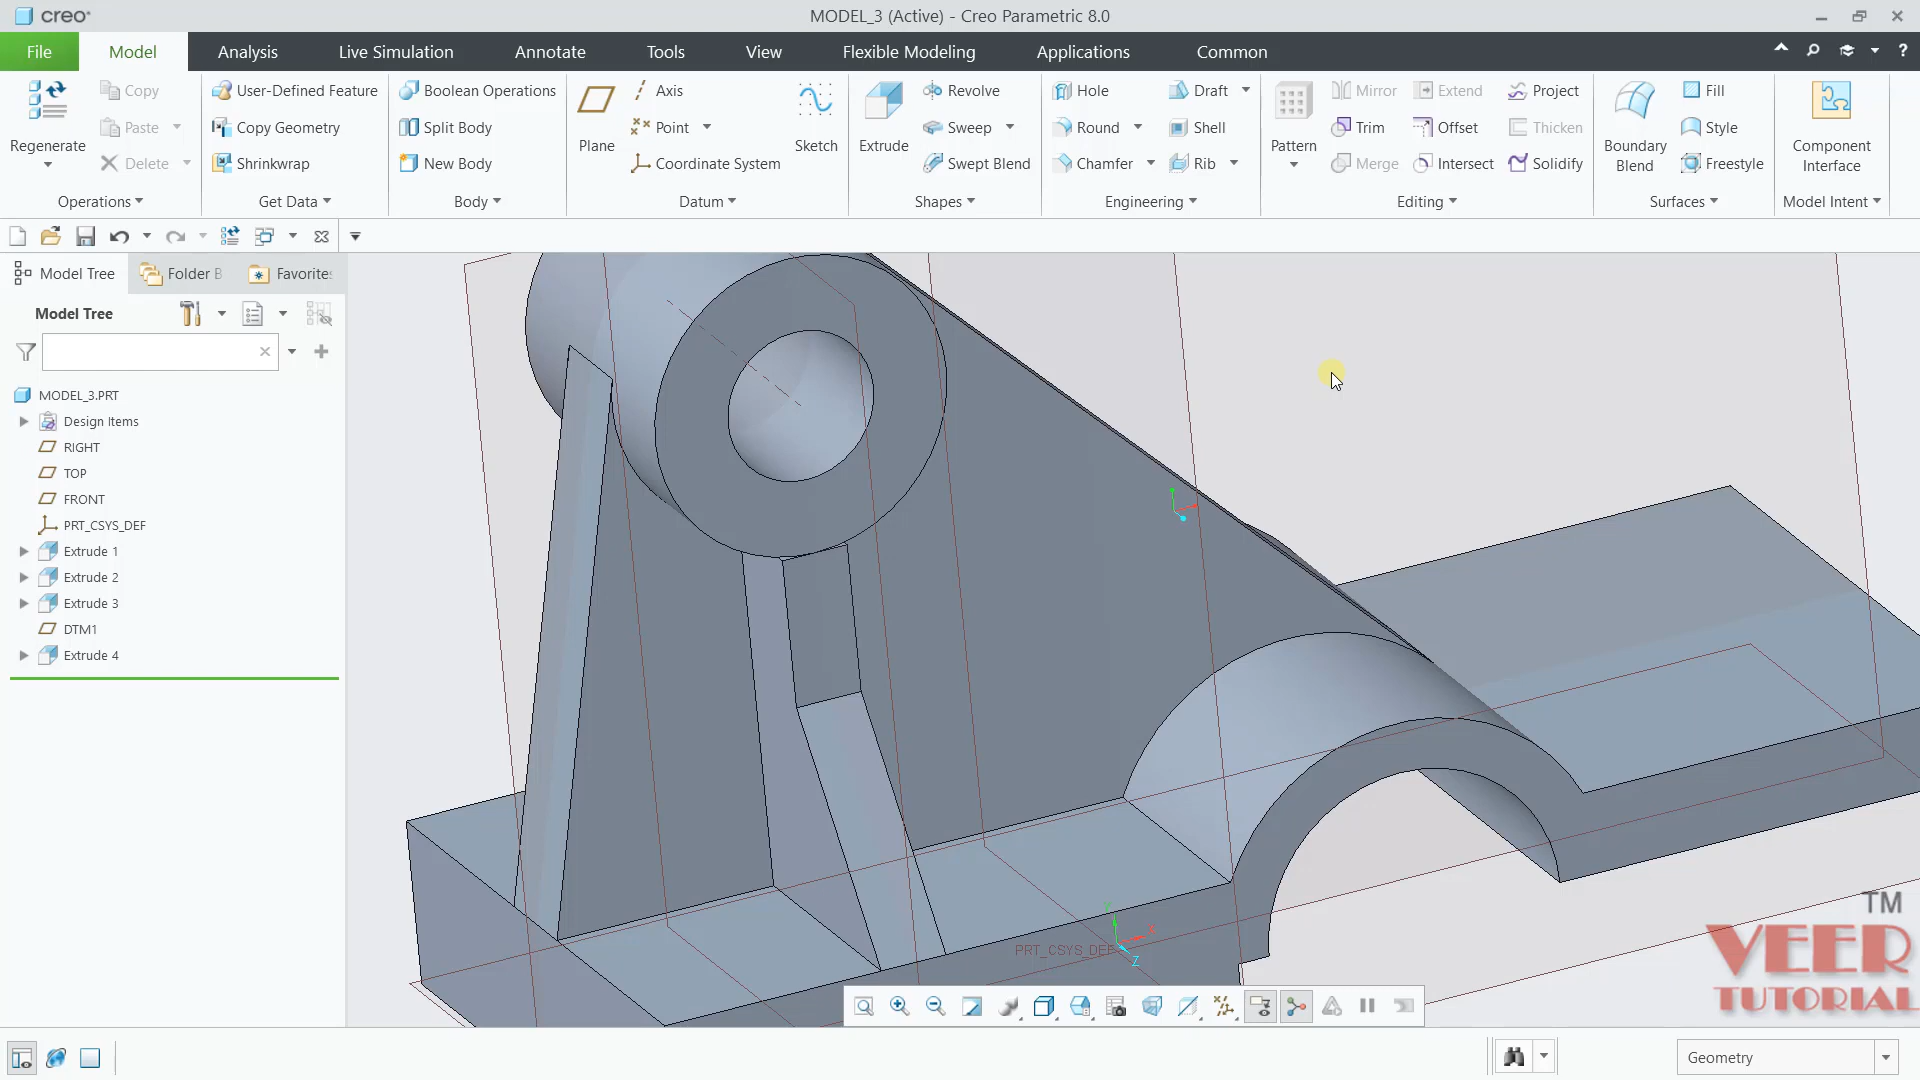 creo
MODEL_3 (Active) - Creo Parametric 8.0
File
Model
Analysis
Live Simulation
Annotate
Tools
View
Flexible Modeling
Applications
Common
?
Regenerate
Copy
Paste
Delete
Operations
User-Defined Feature
Copy Geometry
Shrinkwrap
Get Data
Boolean Operations
Split Body
New Body
Body
Plane
Axis
Point
Coordinate System
Sketch
Datum
Extrude
Revolve
Sweep
Swept Blend
Shapes
Hole
Round
Chamfer
Draft
Shell
Rib
Engineering
Pattern
Mirror
Trim
Merge
Extend
Offset
Intersect
Project
Thicken
Solidify
Editing
Boundary
Blend
Fill
Style
Freestyle
Surfaces
Component
Interface
Model Intent
Model Tree
Folder B
Favorites
Model Tree
MODEL_3.PRT
Design Items
RIGHT
TOP
FRONT
PRT_CSYS_DEF
Extrude 1
Extrude 2
Extrude 3
DTM1
Extrude 4
PRT_CSYS_DEF
Y
X
Z
TM
VEER
TUTORIAL
Geometry